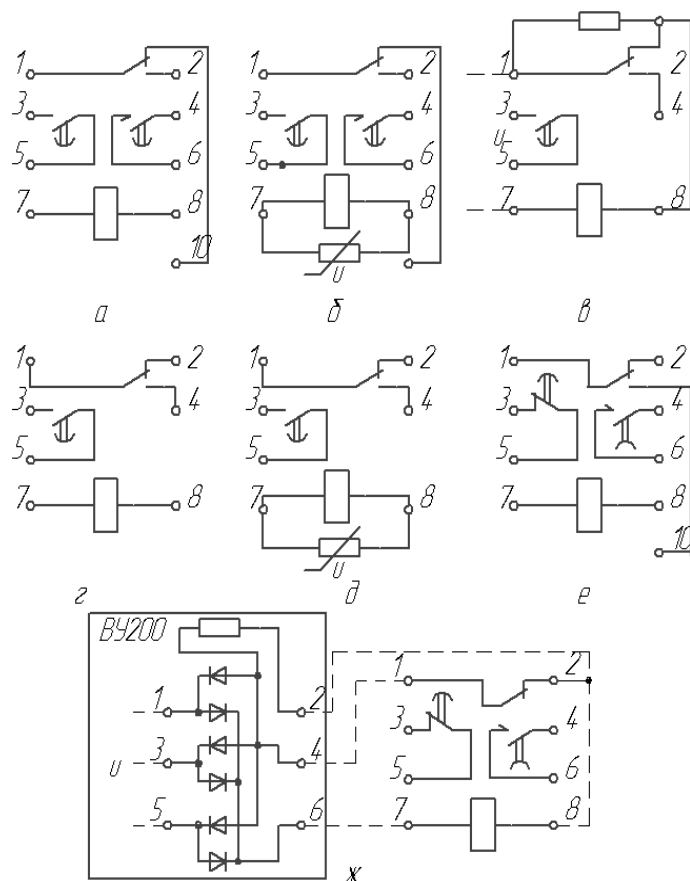 1 2 1 2 1
3 4 3 4 3 4
и
5 6 5 6 5
7 8 7 8 7 8
10
и
а б в
1 2 1 2 1 2
3 4 3 4 3 4
5 5 5 6
7 8 7 8 7 8
и 10
г д е
ВУ200
1 2 1 2
3 4 3 4
и
5 6 5 6
7 8
ж